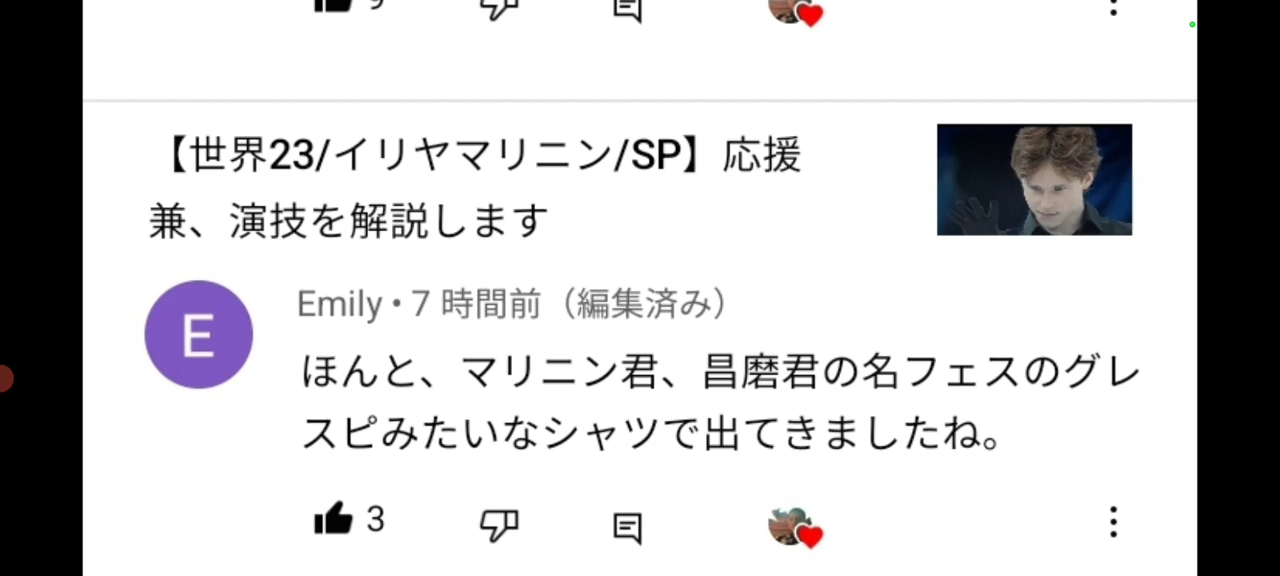 9
【世界23/イリヤマリニン/SP】応援
兼、演技を解説します
E
Emily • 7 時間前（編集済み）
ほんと、マリニン君、昌磨君の名フェスのグレ
スピみたいなシャツで出てきましたね。
3